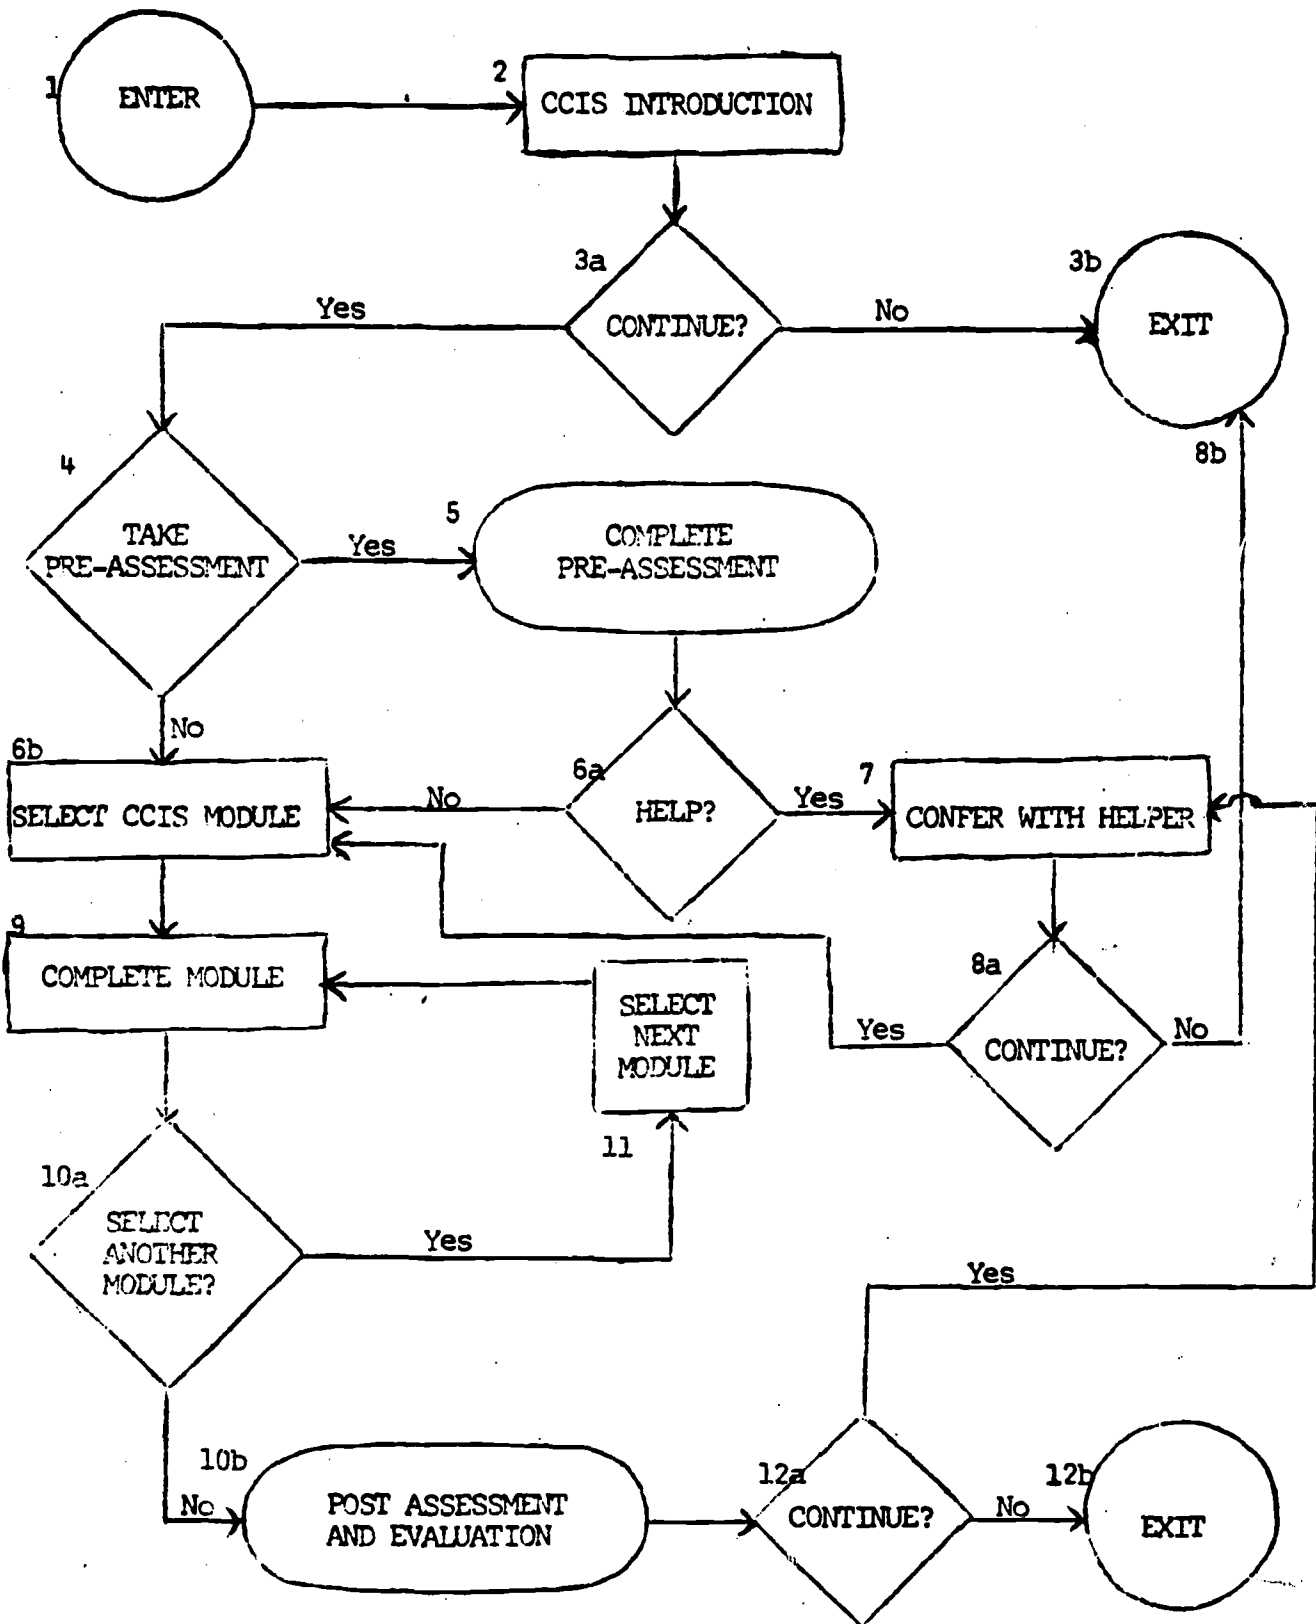 1
ENTER
2
CCIS INTRODUCTION
3a
CONTINUE?
Yes
No
3b
EXIT
8b
4
TAKE
PRE-ASSESSMENT
Yes
5
COMPLETE
PRE-ASSESSMENT
No
6b
SELECT CCIS MODULE
No
6a
HELP?
Yes
7
CONFER WITH HELPER
9
COMPLETE MODULE
SELECT
NEXT
MODULE
11
8a
CONTINUE?
Yes
No
10a
SELECT
ANOTHER
MODULE?
Yes
Yes
No
10b
POST ASSESSMENT
AND EVALUATION
12a
CONTINUE?
No
12b
EXIT